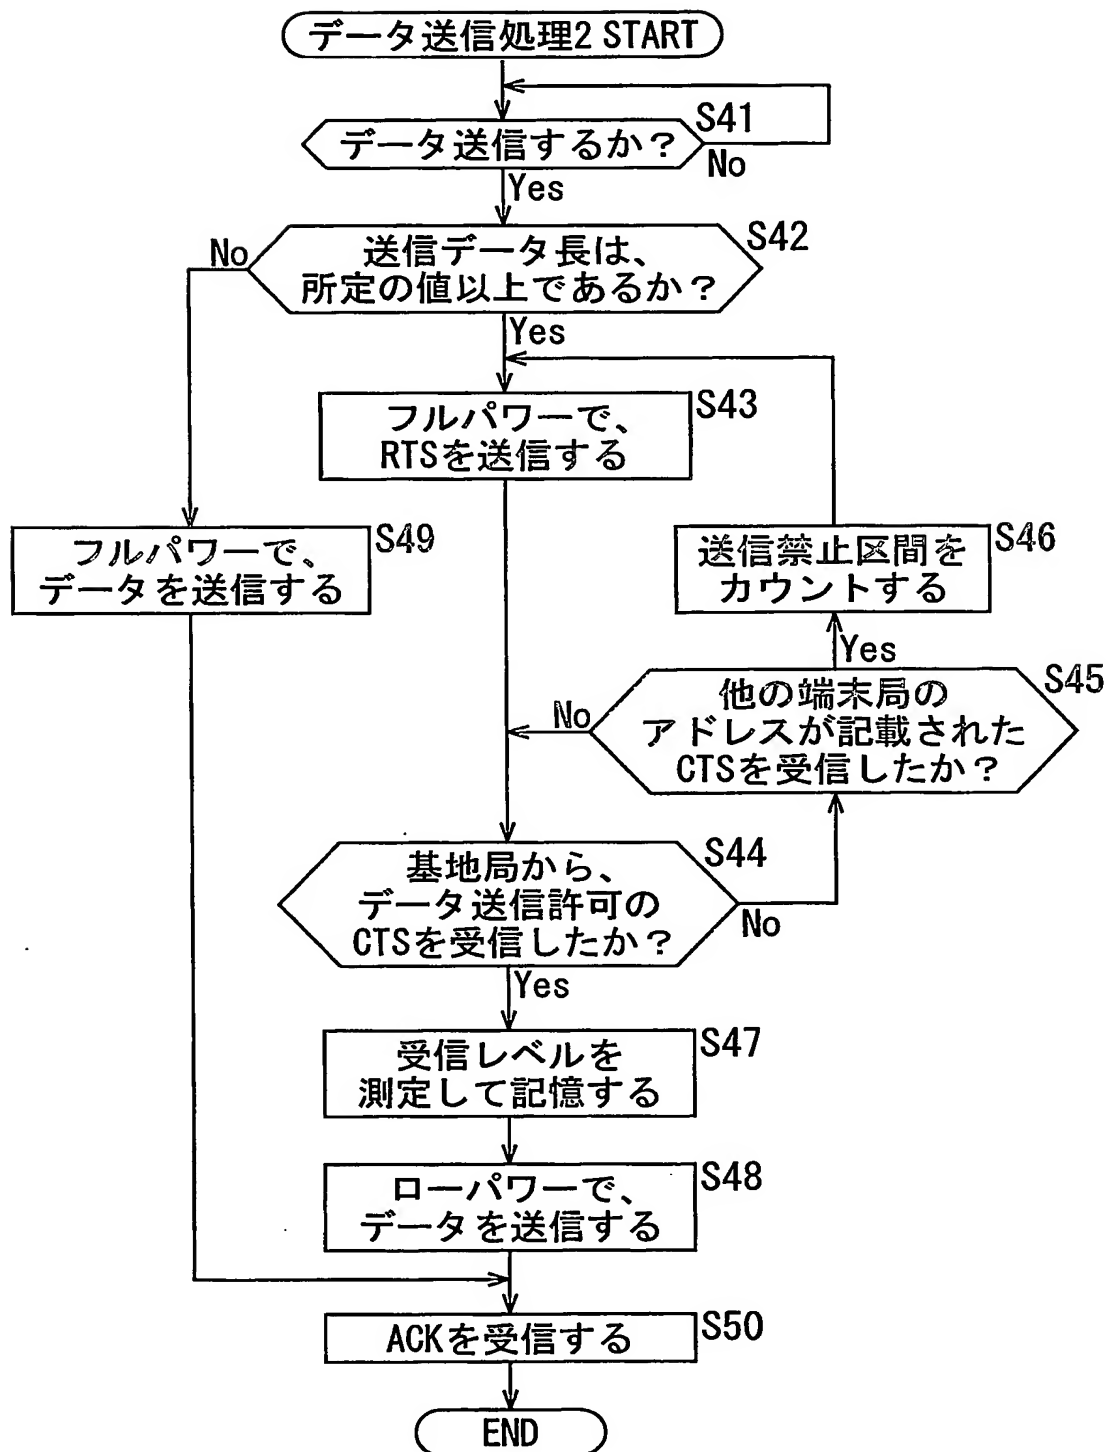 データ送信処理2 START
S41
データ送信するか？
No
Yes
S42
No
送信データ長は、
所定の値以上であるか？
Yes
S43
フルパワーで、
RTSを送信する
S49
フルパワーで、
データを送信する
S46
送信禁止区間を
カウントする
Yes
S45
No
他の端末局の
アドレスが記載された
CTSを受信したか？
S44
基地局から、
データ送信許可の
CTSを受信したか？
No
Yes
S47
受信レベルを
測定して記憶する
S48
ローパワーで、
データを送信する
S50
ACKを受信する
END